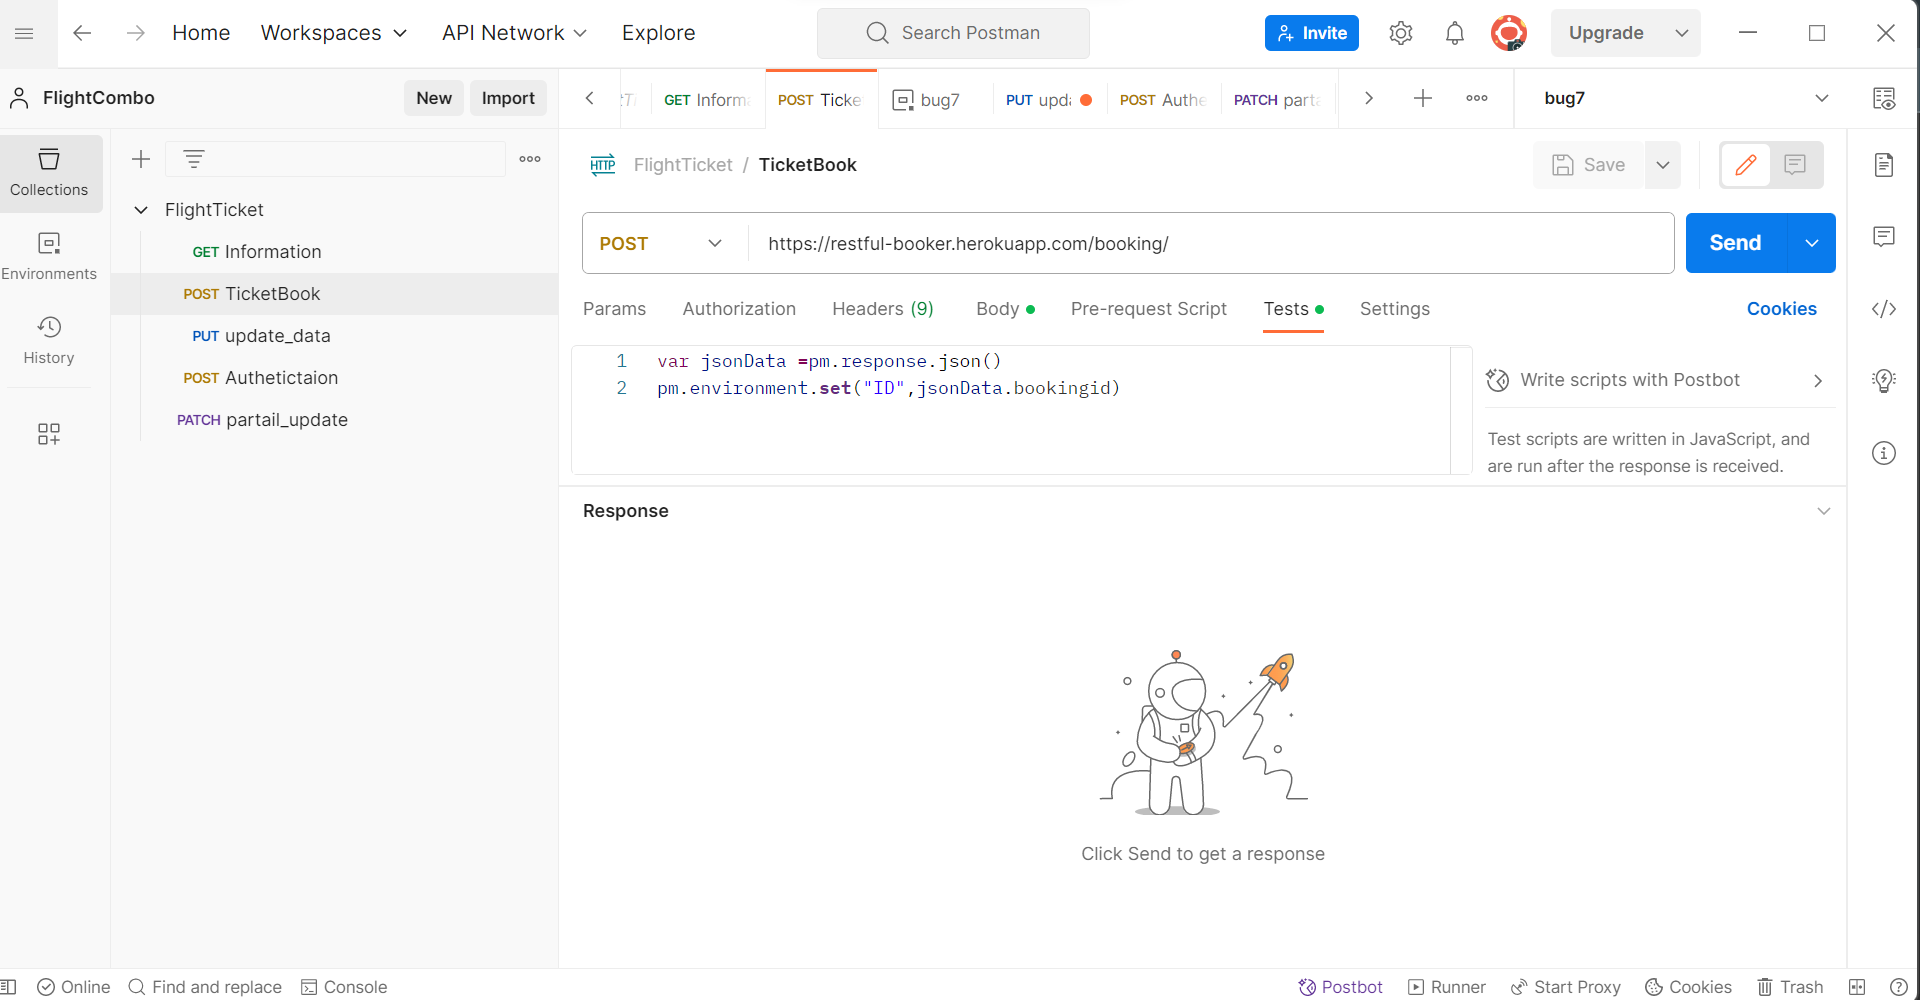 Home Workspaces API Network Explore Search Postman Invite Upgrade
FlightCombo New Import GET Inform POST Ticke bug7 PUT upd POST Authe PATCH parta bug7
HTTP FlightTicket / TicketBook Save
Collections
FlightTicket
Environments
History
GET Information
POST TicketBook
PUT update_data
POST Authetictaion
PATCH partail_update
POST https://restful-booker.herokuapp.com/booking/ Send
Params Authorization Headers (9) Body Pre-request Script Tests Settings Cookies
1 var jsonData =pm.response.json()
2 pm.environment.set("ID",jsonData.bookingid)
Write scripts with Postbot
Test scripts are written in JavaScript, and
are run after the response is received.
Response
Click Send to get a response
Online Find and replace Console Postbot Runner Start Proxy Cookies Trash